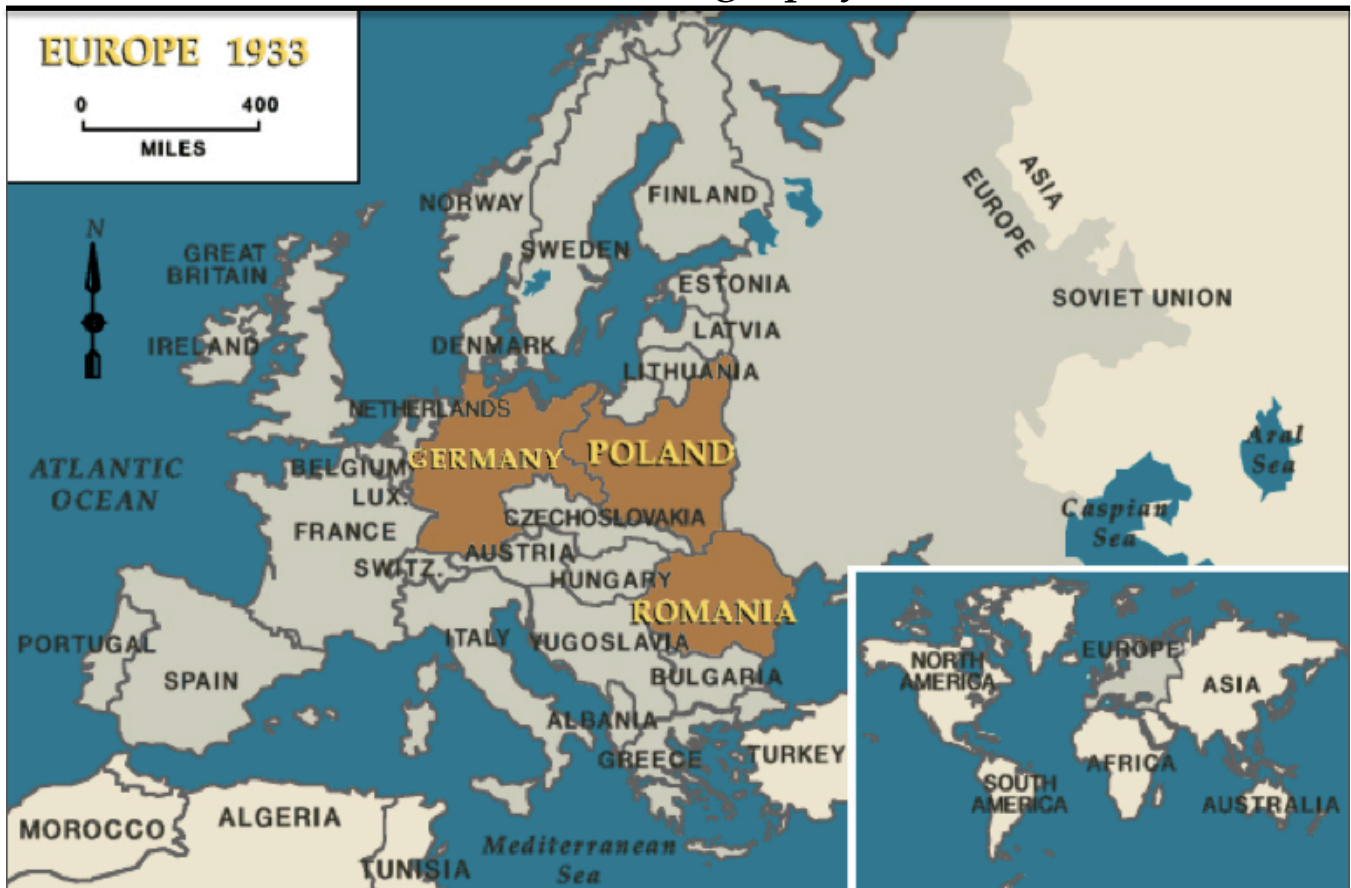 EUROPE 1933
0 400
MILES
N
NORWAY
SWEDEN
FINLAND
GREAT
BRITAIN
IRELAND
DENMARK
ESTONIA
LATVIA
LITHUANIA
ASIA
EUROPE
SOVIET UNION
ATLANTIC
OCEAN
NETHERLANDS
BELGIUM
LUX.
GERMANY
POLAND
FRANCE
CZECHOSLOVAKIA
SWITZ.
AUSTRIA
HUNGARY
ROMANIA
Aral
Sea
Caspian
Sea
PORTUGAL
SPAIN
ITALY
YUGOSLAVIA
BULGARIA
ALBANIA
GREECE
TURKEY
MOROCCO
ALGERIA
TUNISIA
Mediterranean
Sea
NORTH
AMERICA
EUROPE
ASIA
AFRICA
SOUTH
AMERICA
AUSTRALIA